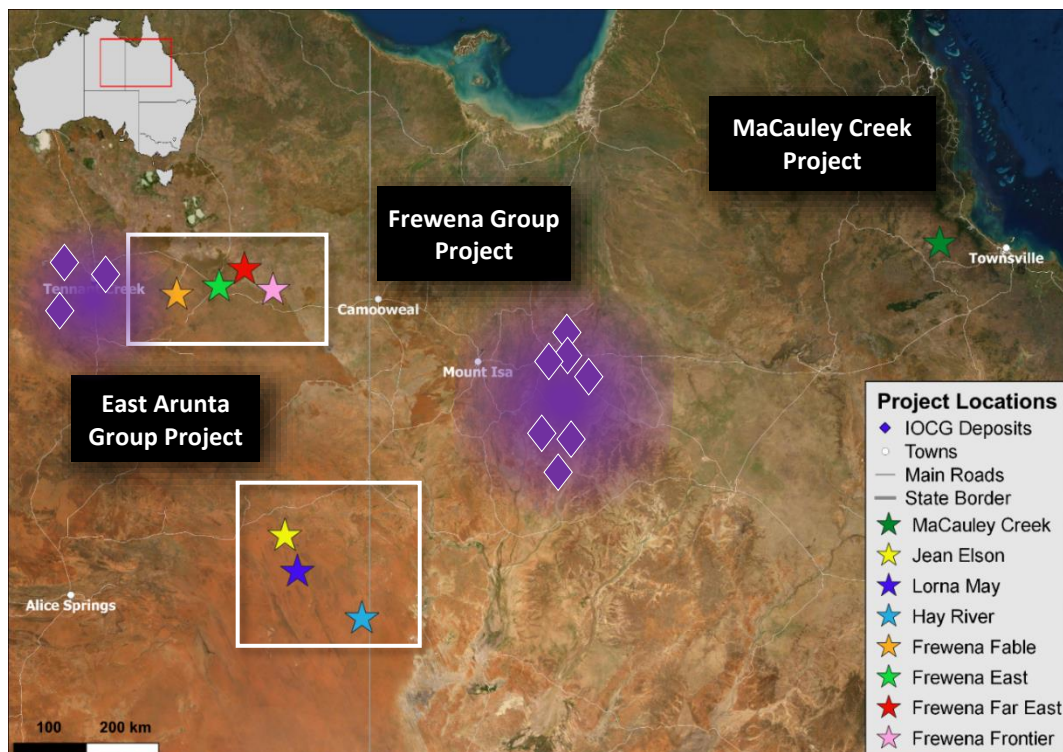 MaCauley Creek
Project
Frewena Group
Project
Townsville
Tennant Creek
Camooweal
Mount Isa
East Arunta
Group Project
Alice Springs
100 200 km
Project Locations
IOCG Deposits
Towns
Main Roads
State Border
MaCauley Creek
Jean Elson
Lorna May
Hay River
Frewena Fable
Frewena East
Frewena Far East
Frewena Frontier